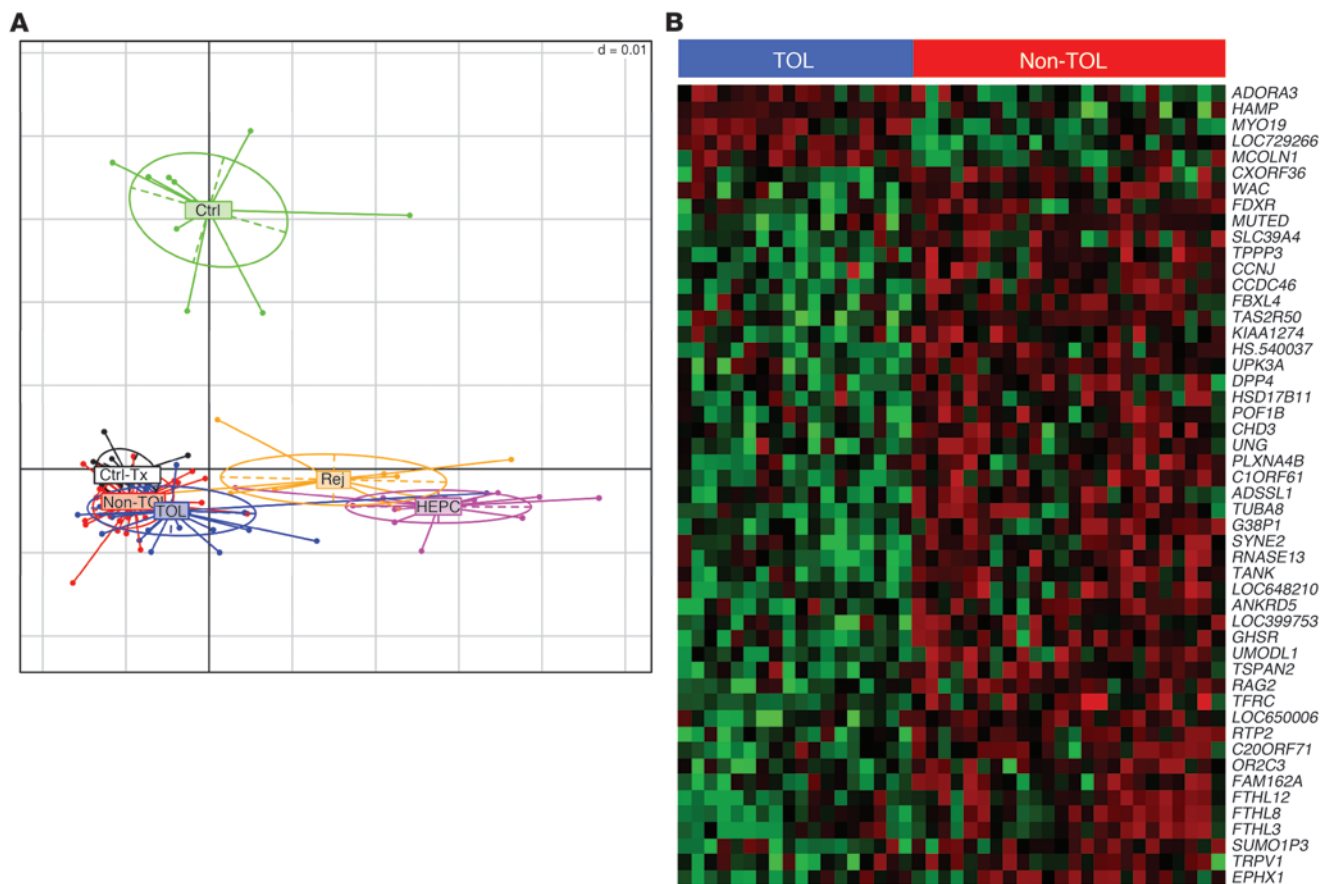 A
d = 0.01
Ctrl
Ctrl-Tx
Rej
Non-TOL
TOL
HEPC
B
TOL
Non-TOL
ADORA3
HAMP
MYO19
LOC729266
MCOLN1
CXORF36
WAC
FDXR
MUTED
SLC39A4
TPPP3
CCNJ
CCDC46
FBXL4
TAS2R50
KIAA1274
HS.540037
UPK3A
DPP4
HSD17B11
POF1B
CHD3
UNG
PLXNA4B
C1ORF61
ADSSL1
TUBA8
G38P1
SYNE2
RNASE13
TANK
LOC648210
ANKRD5
LOC399753
GHSR
UMODL1
TSPAN2
RAG2
TFRC
LOC650006
RTP2
C20ORF71
OR2C3
FAM162A
FTHL12
FTHL8
FTHL3
SUMO1P3
TRPV1
EPHX1